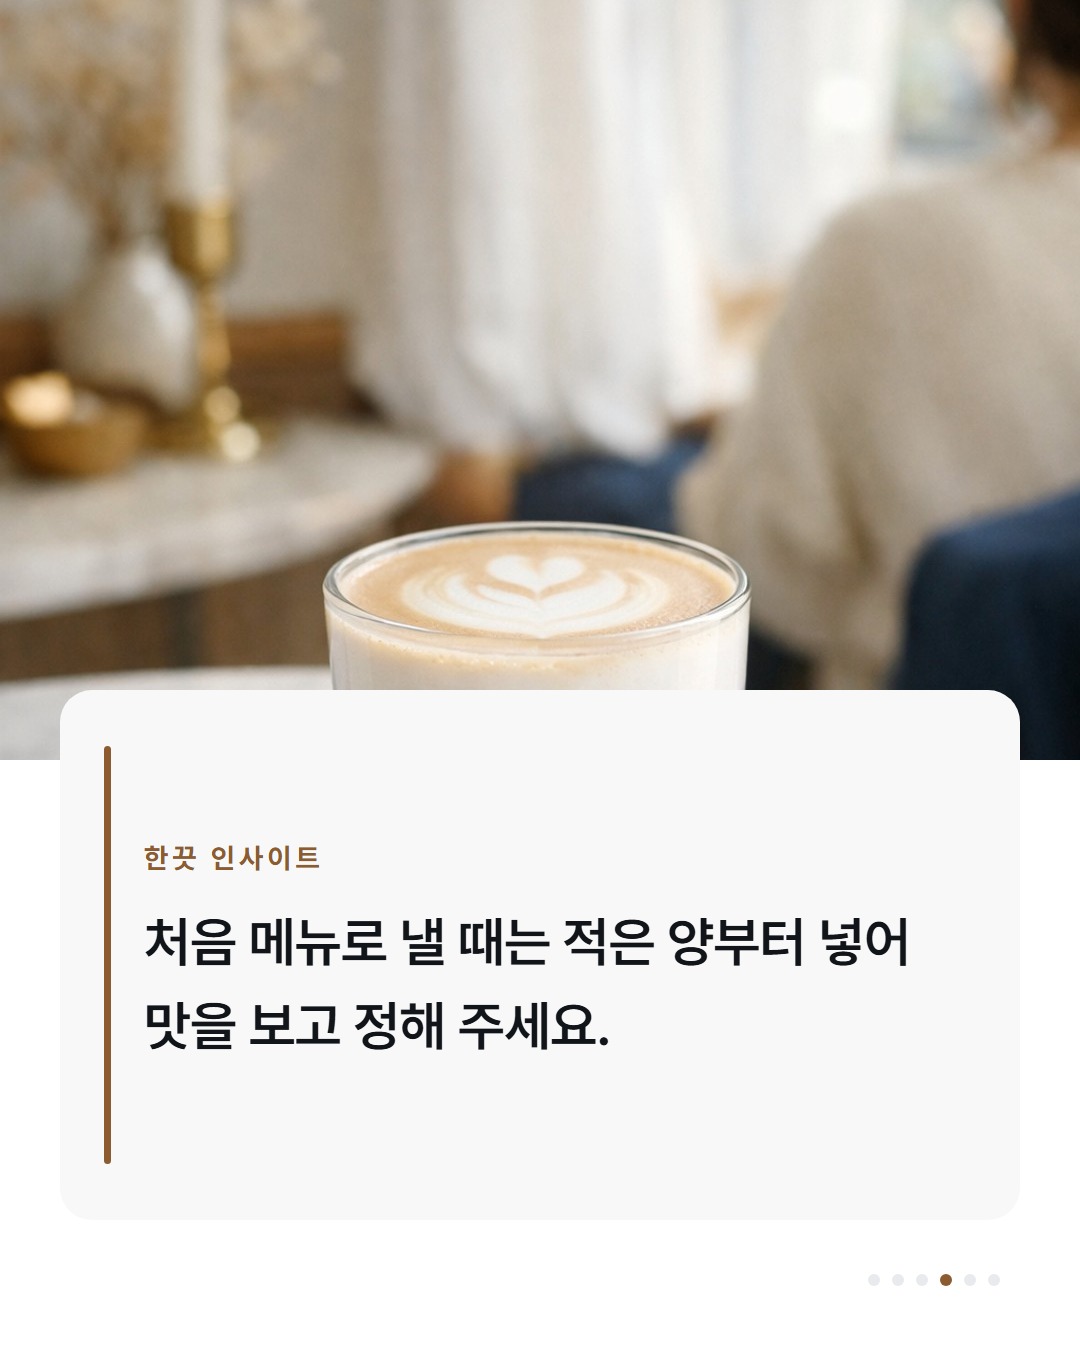 한끗 인사이트
처음 메뉴로 낼 때는 적은 양부터 넣어
맛을 보고 정해 주세요.